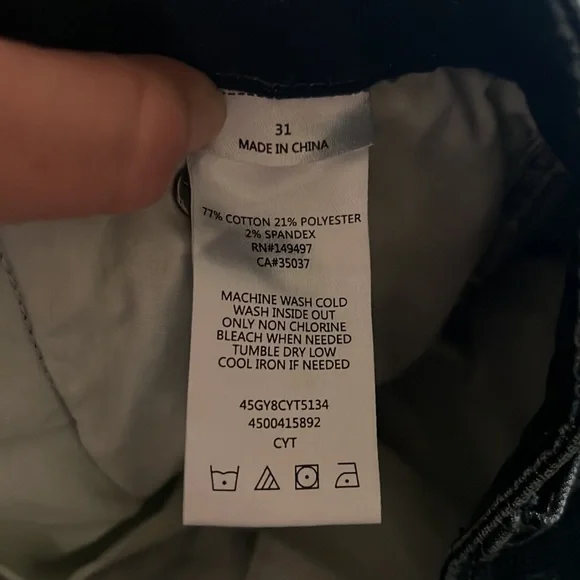 31
MADE IN CHINA
77% COTTON 21% POLYESTER
2% SPANDEX
RN#149497
CA#35037
MACHINE WASH COLD
WASH INSIDE OUT
ONLY NON CHLORINE
BLEACH WHEN NEEDED
TUMBLE DRY LOW
COOL IRON IF NEEDED
45GY8CYT5134
4500415892
CYT